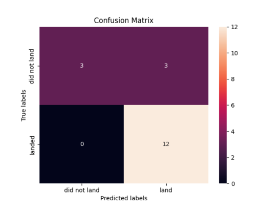 Confusion Matrix
12
10
8
6
4
2
0
True labels
did not land
landed
3 3
0 12
did not land land
Predicted labels